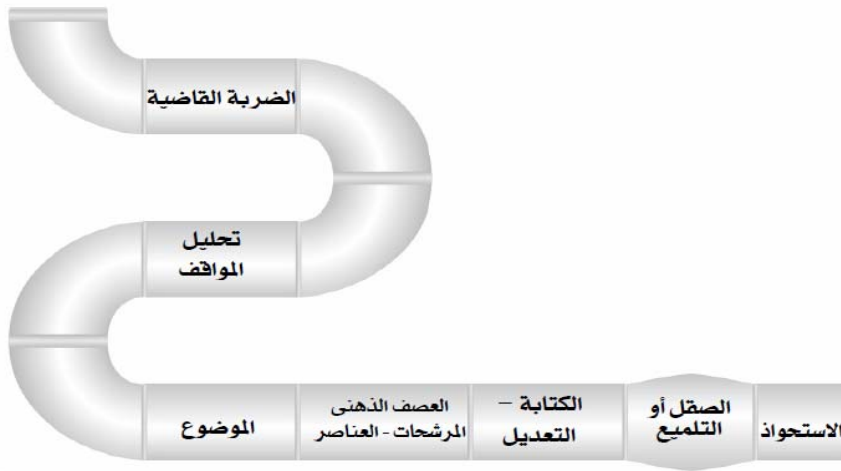 الضربة القاضية
تحليل
المواقف
الموضوع
العصف الذهنى
المرشحات - العناصر
الكتابة –
التعديل
الصقل أو
التلميع
الاستحواذ